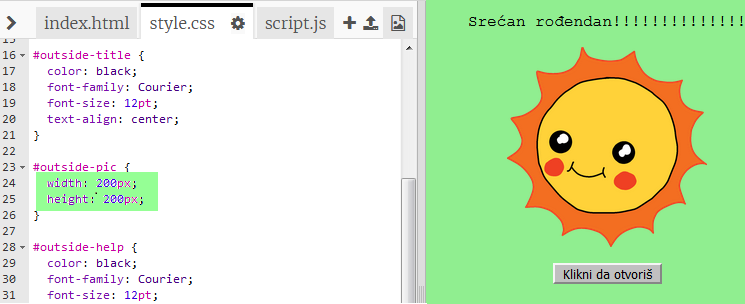 index.html style.css script.js
15
16 #outside-title {
17 color: black;
18 font-family: Courier;
19 font-size: 12pt;
20 text-align: center;
21 }
22
23 #outside-pic {
24 width: 200px;
25 height: 200px;
26 }
27
28 #outside-help {
29 color: black;
30 font-family: Courier;
31 font-size: 12pt;
Srećan rođendan!!!!!!!!!!!!!!!
Klikni da otvoriš